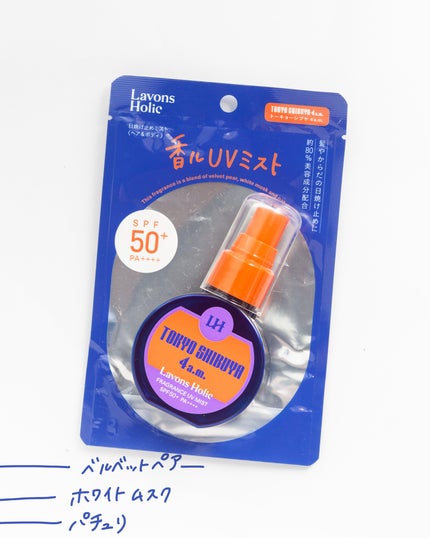 Lavons
Holic
TOKYO SHIBUYA 4a.m.
トーキョーシブヤ 4a.m.
日焼け止めミスト
(ヘア&ボディ)
香ル UVミスト
髪やからだの日焼け止めに!
約80%美容成分配合
This fragrance is a blend of velvet pear, white musk and
SPF
50+
PA++++
LH
TOKYO SHIBUYA
4a.m.
Lavons Holic
FRAGRANCE UV MIST
SPF50+ PA++++
ベルベットペアー
ホワイトムスク
パチュリ